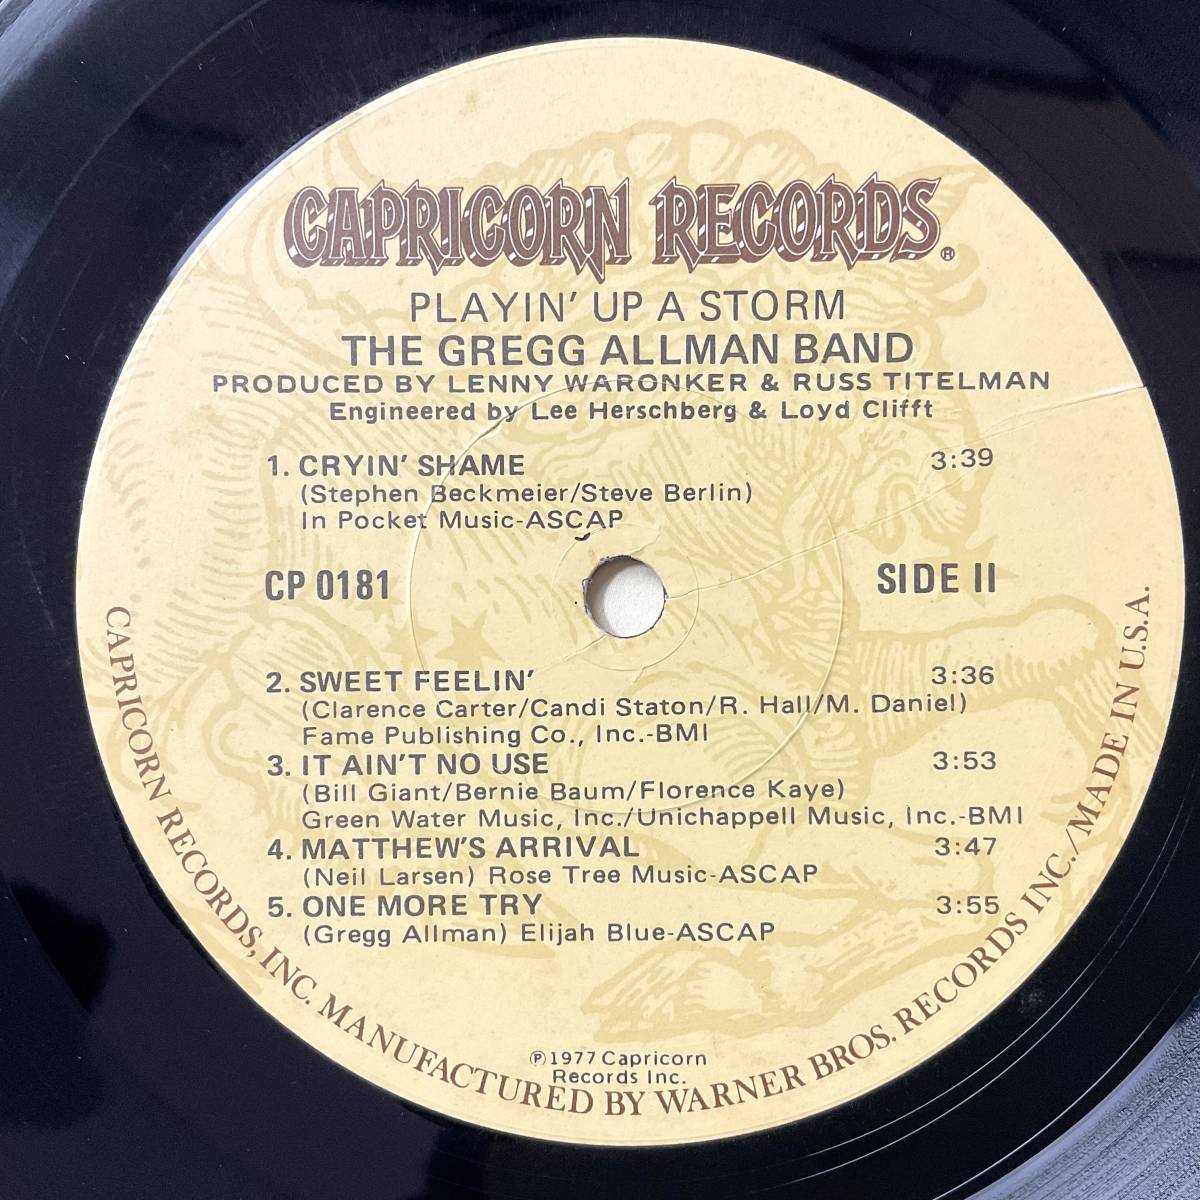 CAPRICORN RECORDS®
PLAYIN' UP A STORM
THE GREGG ALLMAN BAND
PRODUCED BY LENNY WARONKER & RUSS TITELMAN
Engineered by Lee Herschberg & Loyd Clifft
1. CRYIN' SHAME 3:39
(Stephen Beckmeier/Steve Berlin)
In Pocket Music-ASCAP
CP 0181 SIDE II
2. SWEET FEELIN' 3:36
(Clarence Carter/Candi Staton/R. Hall/M. Daniel)
Fame Publishing Co., Inc.-BMI
3. IT AIN'T NO USE 3:53
(Bill Giant/Bernie Baum/Florence Kaye)
Green Water Music, Inc./Unichappell Music, Inc.-BMI
4. MATTHEW'S ARRIVAL 3:47
(Neil Larsen) Rose Tree Music-ASCAP
5. ONE MORE TRY 3:55
(Gregg Allman) Elijah Blue-ASCAP
℗1977 Capricorn
Records Inc.
CAPRICORN RECORDS, INC. MANUFACTURED BY WARNER BROS. RECORDS INC./MADE IN U.S.A.